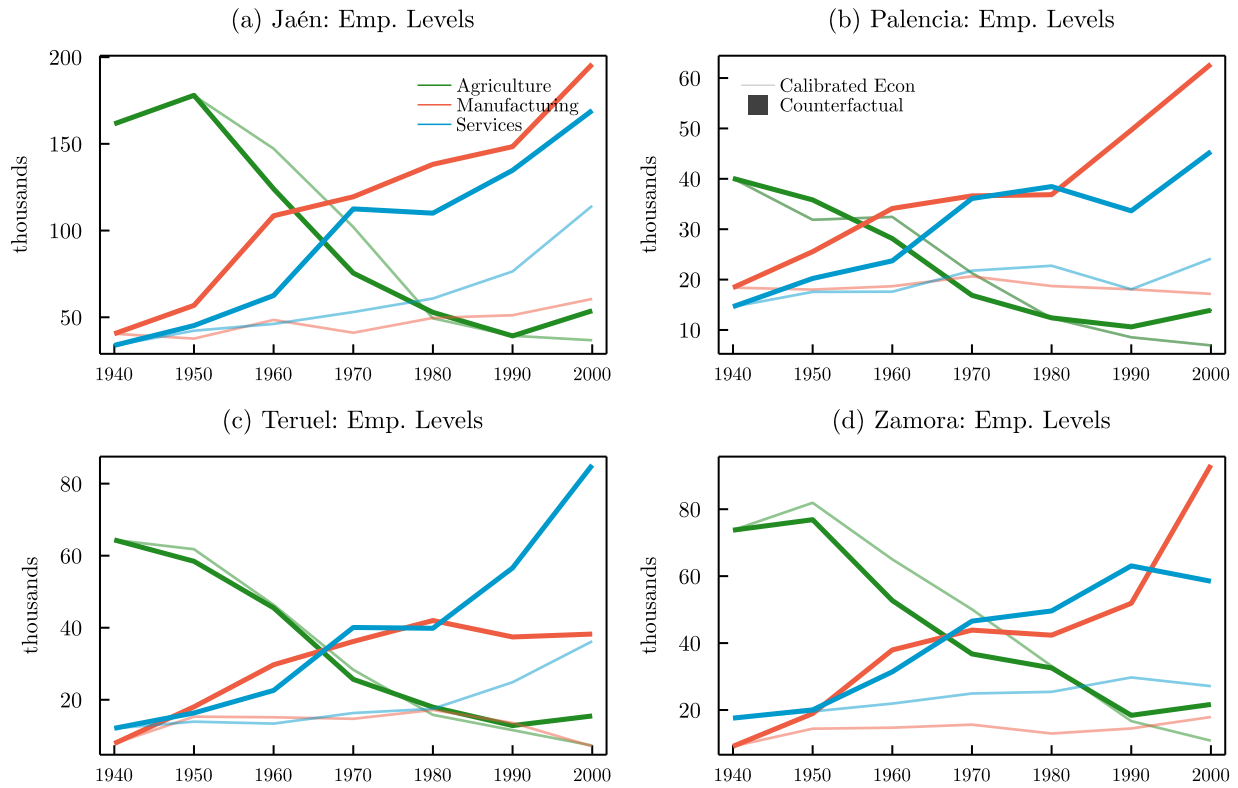 (a) Jaén: Emp. Levels
(b) Palencia: Emp. Levels
200
150
100
50
thousands
Agriculture
Manufacturing
Services
1940 1950 1960 1970 1980 1990 2000
60
50
40
30
20
10
thousands
Calibrated Econ
Counterfactual
1940 1950 1960 1970 1980 1990 2000
(c) Teruel: Emp. Levels
(d) Zamora: Emp. Levels
80
60
40
20
thousands
1940 1950 1960 1970 1980 1990 2000
80
60
40
20
thousands
1940 1950 1960 1970 1980 1990 2000